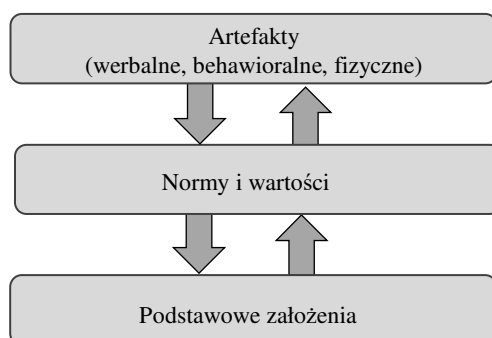 Artefakty
(werbalne, behawioralne, fizyczne)
Normy i wartości
Podstawowe założenia